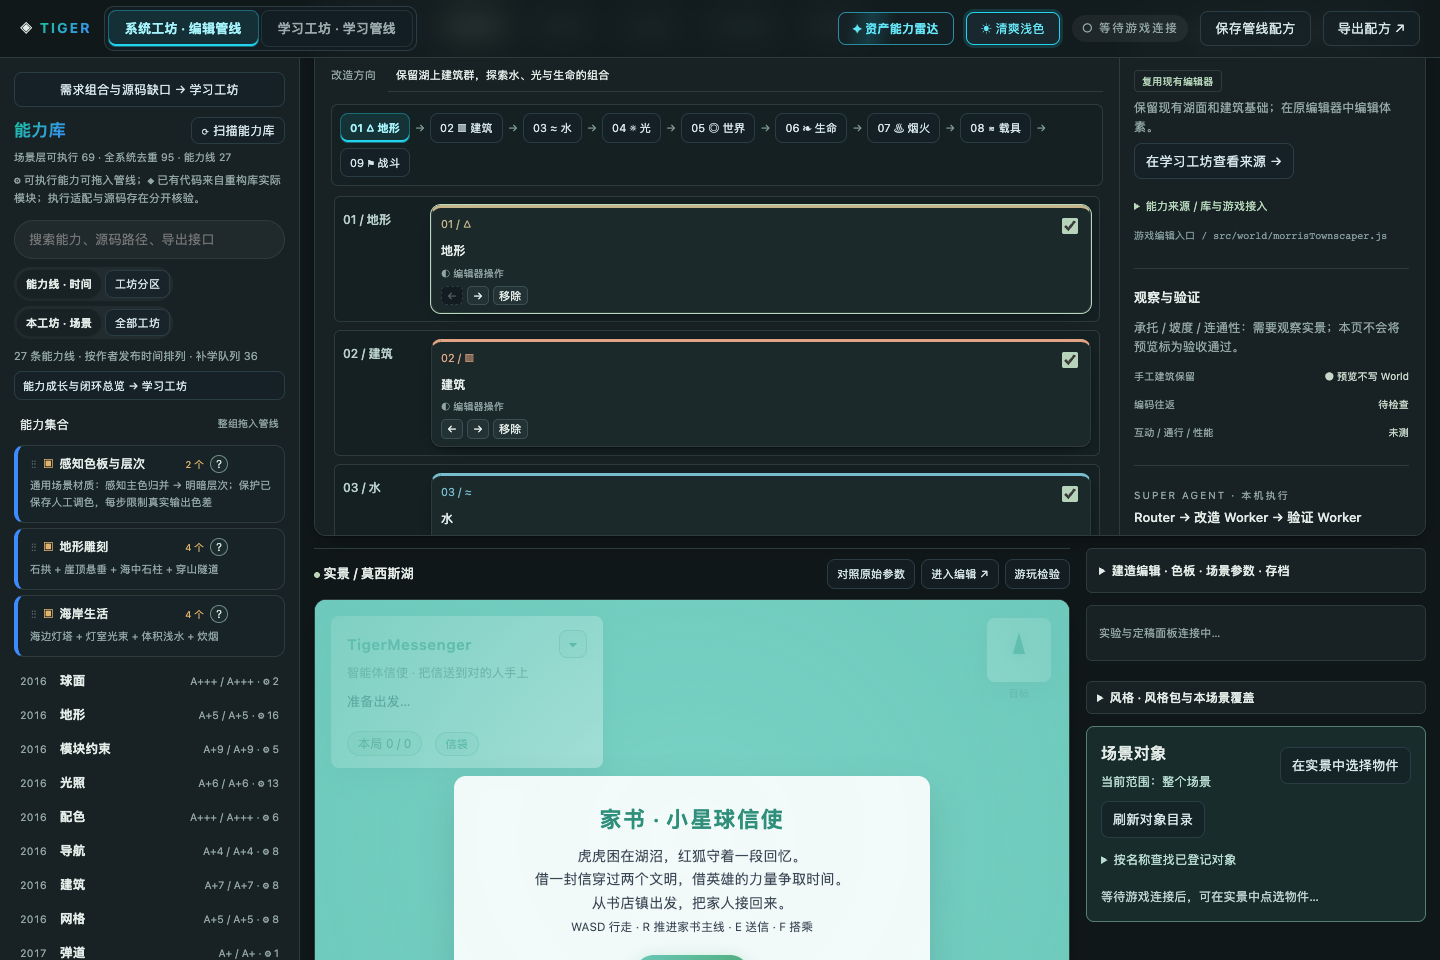 ◈ TIGER
系统工坊 · 编辑管线
学习工坊 · 学习管线
✦ 资产能力雷达
☀ 清爽浅色
○ 等待游戏连接
保存管线配方
导出配方 ↗
需求组合与源码缺口 → 学习工坊
能力库
⟳ 扫描能力库
场景层可执行 69 · 全系统去重 95 · 能力线 27
⚙ 可执行能力可拖入管线；◆ 已有代码来自重构库实际
模块；执行适配与源码存在分开核验。
搜索能力、源码路径、导出接口
能力线 · 时间
工坊分区
本工坊 · 场景
全部工坊
27 条能力线 · 按作者发布时间排列 · 补学队列 36
能力成长与闭环总览 → 学习工坊
能力集合
整组拖入管线
⠿ ▣ 感知色板与层次 2 个 ?
通用场景材质：感知主色归并 → 明暗层次；保护已
保存人工调色，每步限制真实输出色差
⠿ ▣ 地形雕刻 4 个 ?
石拱 + 崖顶悬垂 + 海中石柱 + 穿山隧道
⠿ ▣ 海岸生活 4 个 ?
海边灯塔 + 灯室光束 + 体积浅水 + 炊烟
2016 球面 A+++ / A+++ · ⚙ 2
2016 地形 A+5 / A+5 · ⚙ 16
2016 模块约束 A+9 / A+9 · ⚙ 5
2016 光照 A+6 / A+6 · ⚙ 13
2016 配色 A+++ / A+++ · ⚙ 6
2016 导航 A+4 / A+4 · ⚙ 8
2016 建筑 A+7 / A+7 · ⚙ 8
2016 网格 A+5 / A+5 · ⚙ 8
2017 弹道 A+ / A+ · ⚙ 1
改造方向 保留湖上建筑群，探索水、光与生命的组合
01 △ 地形 → 02 ▥ 建筑 → 03 ≈ 水 → 04 ☀ 光 → 05 ◎ 世界 → 06 ❧ 生命 → 07 ♨ 烟火 → 08 ≋ 载具 →
09 ⚑ 战斗
01 / 地形
01 / △
地形
◐ 编辑器操作
← → 移除
02 / 建筑
02 / ▥
建筑
◐ 编辑器操作
← → 移除
03 / 水
03 / ≈
水
复用现有编辑器
保留现有湖面和建筑基础；在原编辑器中编辑体
素。
在学习工坊查看来源 →
▶ 能力来源 / 库与游戏接入
游戏编辑入口 / src/world/morrisTownscaper.js
观察与验证
承托 / 坡度 / 连通性：需要观察实景；本页不会将
预览标为验收通过。
手工建筑保留 ● 预览不写 World
编码往返 待检查
互动 / 通行 / 性能 未测
SUPER AGENT · 本机执行
Router → 改造 Worker → 验证 Worker
● 实景 / 莫西斯湖
对照原始参数
进入编辑 ↗
游玩检验
TigerMessenger
智能体信使 · 把信送到对的人手上
准备出发...
本局 0 / 0
信袋
目标
家书 · 小星球信使
虎虎困在湖沼，红狐守着一段回忆。
借一封信穿过两个文明，借英雄的力量争取时间。
从书店镇出发，把家人接回来。
WASD 行走 · R 推进家书主线 · E 送信 · F 搭乘
▶ 建造编辑 · 色板 · 场景参数 · 存档
实验与定稿面板连接中...
▶ 风格 · 风格包与本场景覆盖
场景对象
在实景中选择物件
当前范围：整个场景
刷新对象目录
▶ 按名称查找已登记对象
等待游戏连接后，可在实景中点选物件...